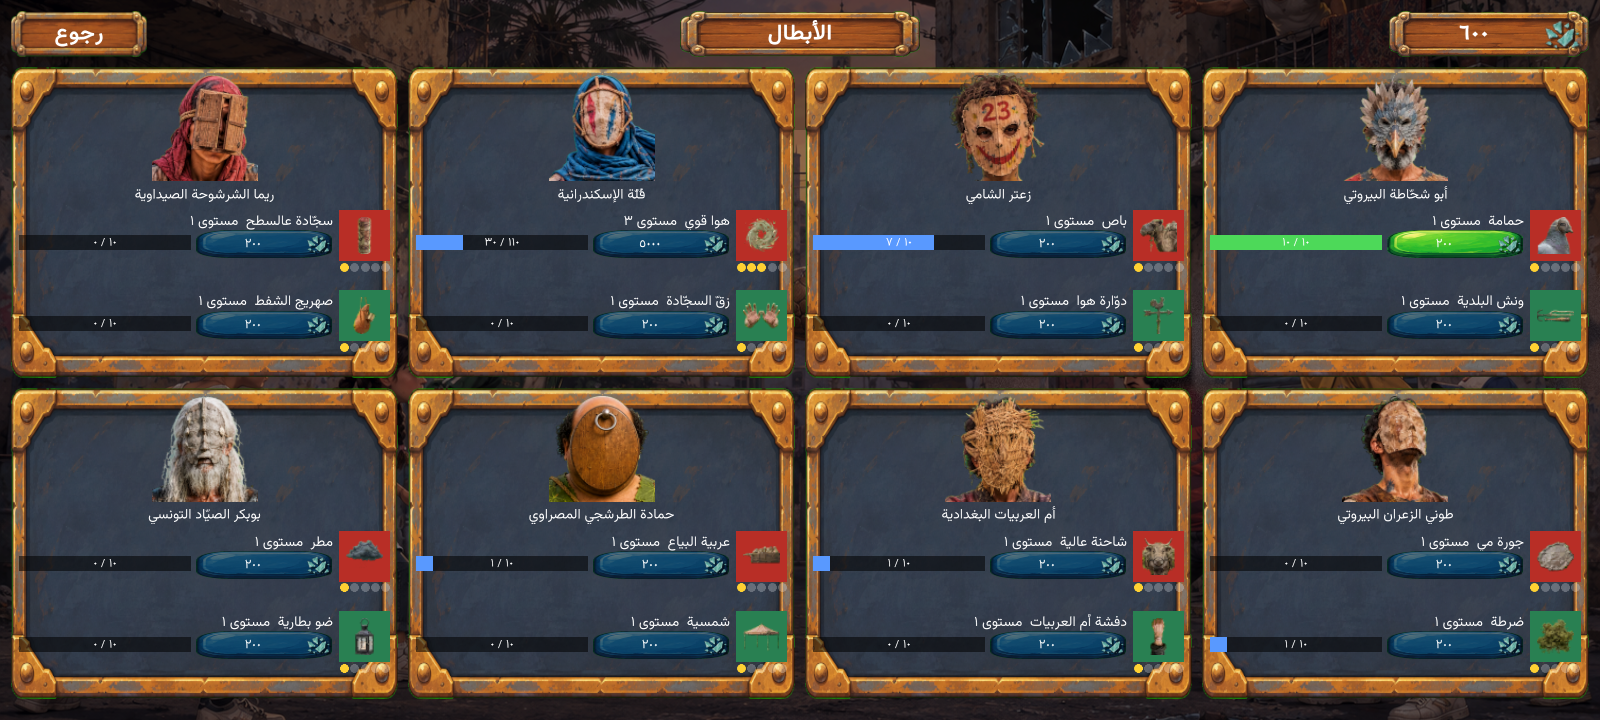 ٦٠٠
الأبطال
رجوع
أبو شحّاطة البيروتي
حمامة مستوى ١
٢٠٠
١٠ / ١٠
ونش البلدية مستوى ١
٢٠٠
٠ / ١٠
زعتر الشامي
23
باص مستوى ١
٢٠٠
٧ / ١٠
دوّارة هوا مستوى ١
٢٠٠
٠ / ١٠
قلّة الإسكندرانية
هوا قوي مستوى ٣
٥٠٠٠
٣٠ / ١١٠
زقّ السجّادة مستوى ١
٢٠٠
٠ / ١٠
ريما الشرشوحة الصيداوية
سجّادة عالسطح مستوى ١
٢٠٠
٠ / ١٠
صهريج الشفط مستوى ١
٢٠٠
٠ / ١٠
طوني الزعران البيروتي
جورة مي مستوى ١
٢٠٠
٠ / ١٠
ضرطة مستوى ١
٢٠٠
١ / ١٠
أم العربيات البغدادية
شاحنة عالية مستوى ١
٢٠٠
١ / ١٠
دفشة أم العربيات مستوى ١
٢٠٠
٠ / ١٠
حمادة الطرشجي المصراوي
عربية البياع مستوى ١
٢٠٠
١ / ١٠
شمسية مستوى ١
٢٠٠
٠ / ١٠
بوبكر الصيّاد التونسي
مطر مستوى ١
٢٠٠
٠ / ١٠
ضو بطارية مستوى ١
٢٠٠
٠ / ١٠